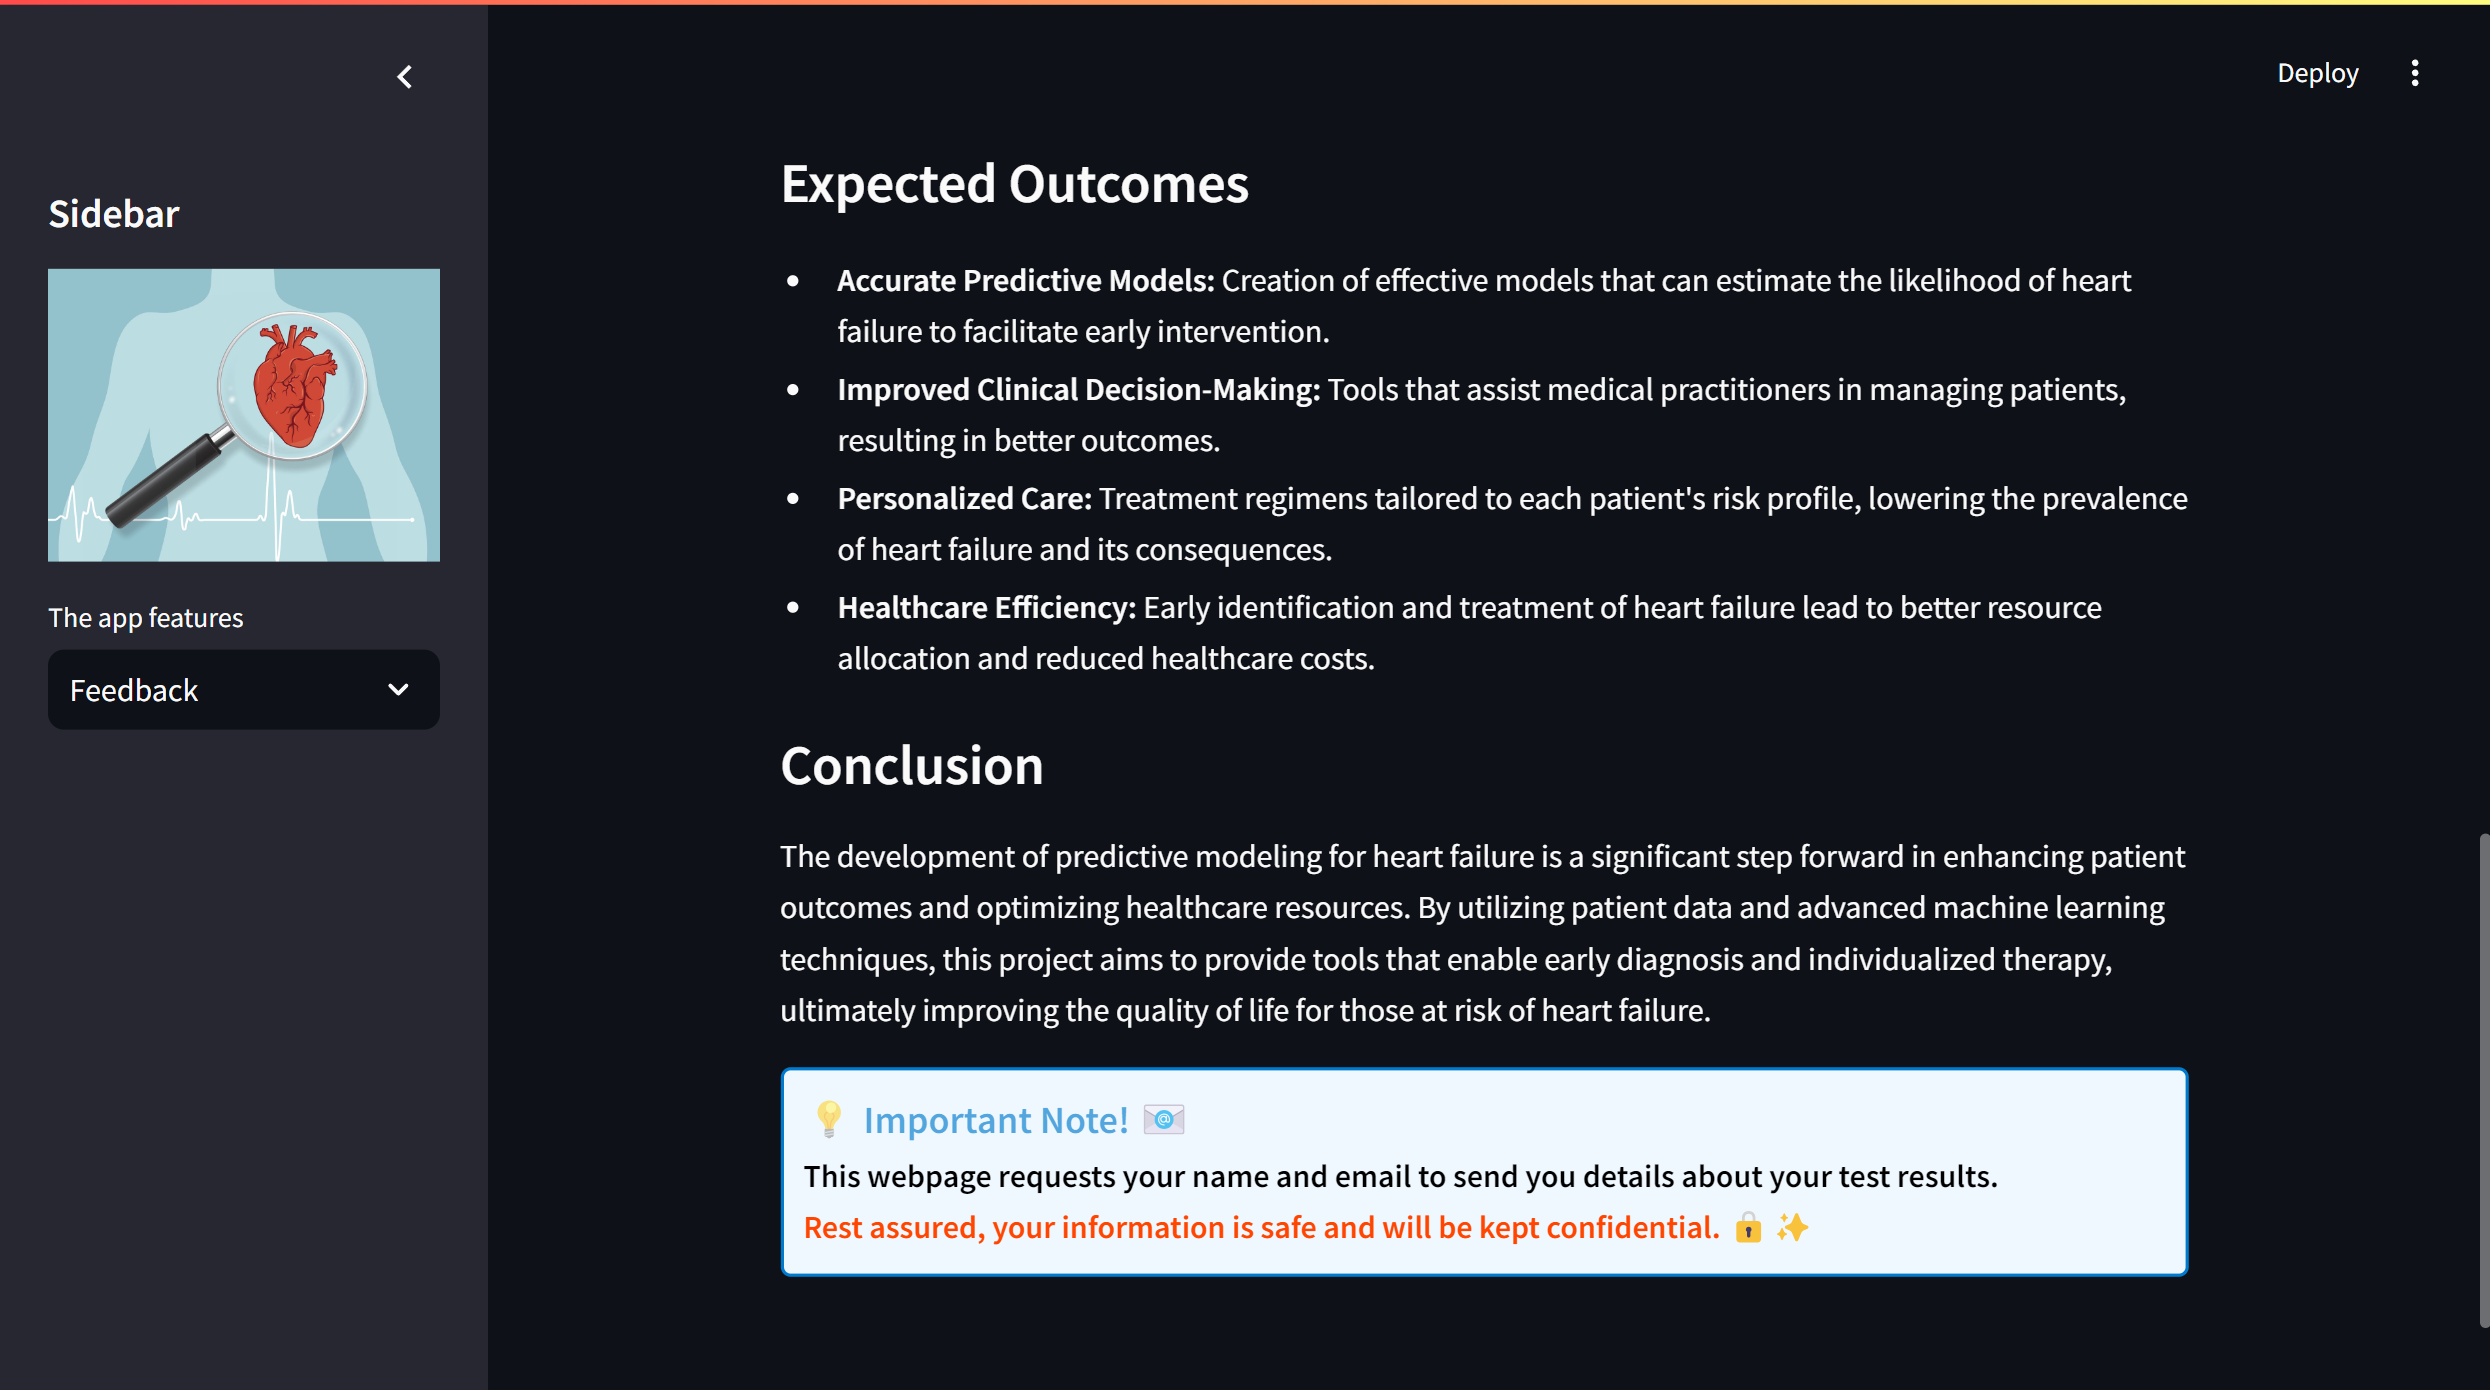 Deploy
Sidebar
The app features
Feedback
Expected Outcomes
Accurate Predictive Models: Creation of effective models that can estimate the likelihood of heart
failure to facilitate early intervention.
Improved Clinical Decision-Making: Tools that assist medical practitioners in managing patients,
resulting in better outcomes.
Personalized Care: Treatment regimens tailored to each patient's risk profile, lowering the prevalence
of heart failure and its consequences.
Healthcare Efficiency: Early identification and treatment of heart failure lead to better resource
allocation and reduced healthcare costs.
Conclusion
The development of predictive modeling for heart failure is a significant step forward in enhancing patient
outcomes and optimizing healthcare resources. By utilizing patient data and advanced machine learning
techniques, this project aims to provide tools that enable early diagnosis and individualized therapy,
ultimately improving the quality of life for those at risk of heart failure.
💡 Important Note! 📧
This webpage requests your name and email to send you details about your test results.
Rest assured, your information is safe and will be kept confidential. 🔒 ✨